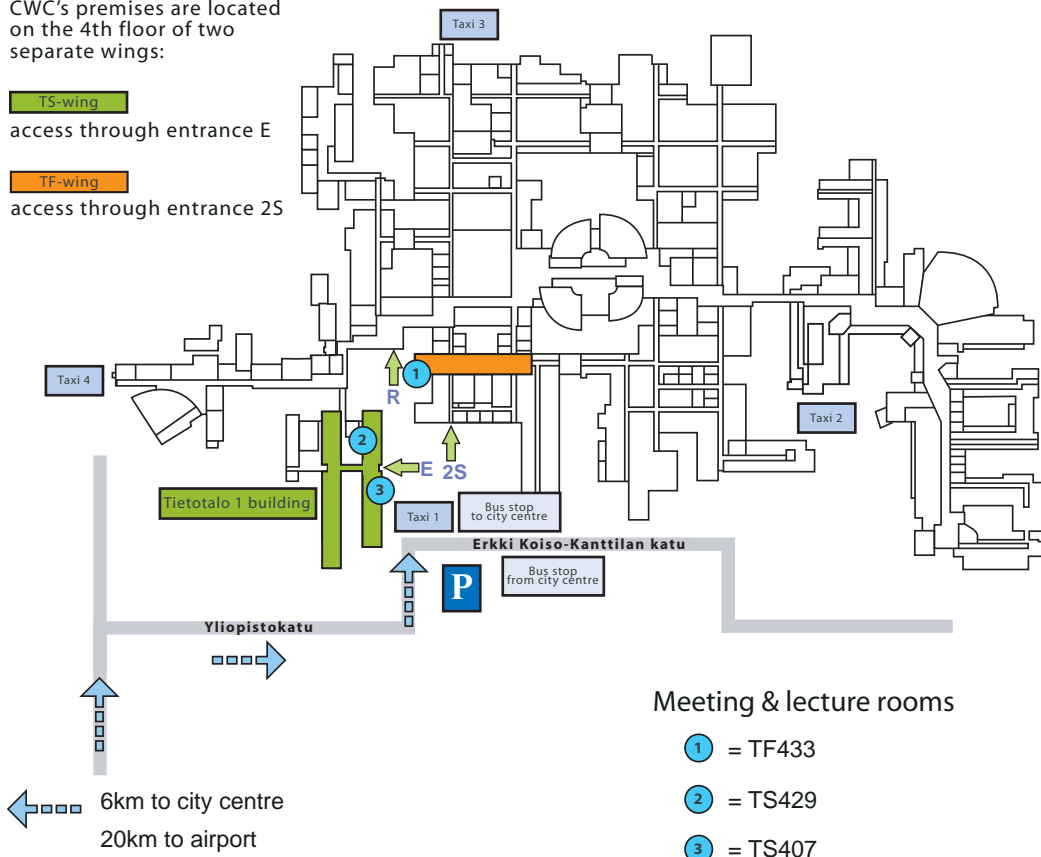 CWC's premises are located
on the 4th floor of two
separate wings:
TS-wing
access through entrance E
TF-wing
access through entrance 2S
Taxi 3
Taxi 4
Taxi 2
1
R
2
E
2S
3
Tietotalo 1 building
Taxi 1
Bus stop
to city centre
Erkki Koiso-Kanttilan katu
Bus stop
from city centre
P
Yliopistokatu
Meeting & lecture rooms
1 = TF433
2 = TS429
3 = TS407
6km to city centre
20km to airport